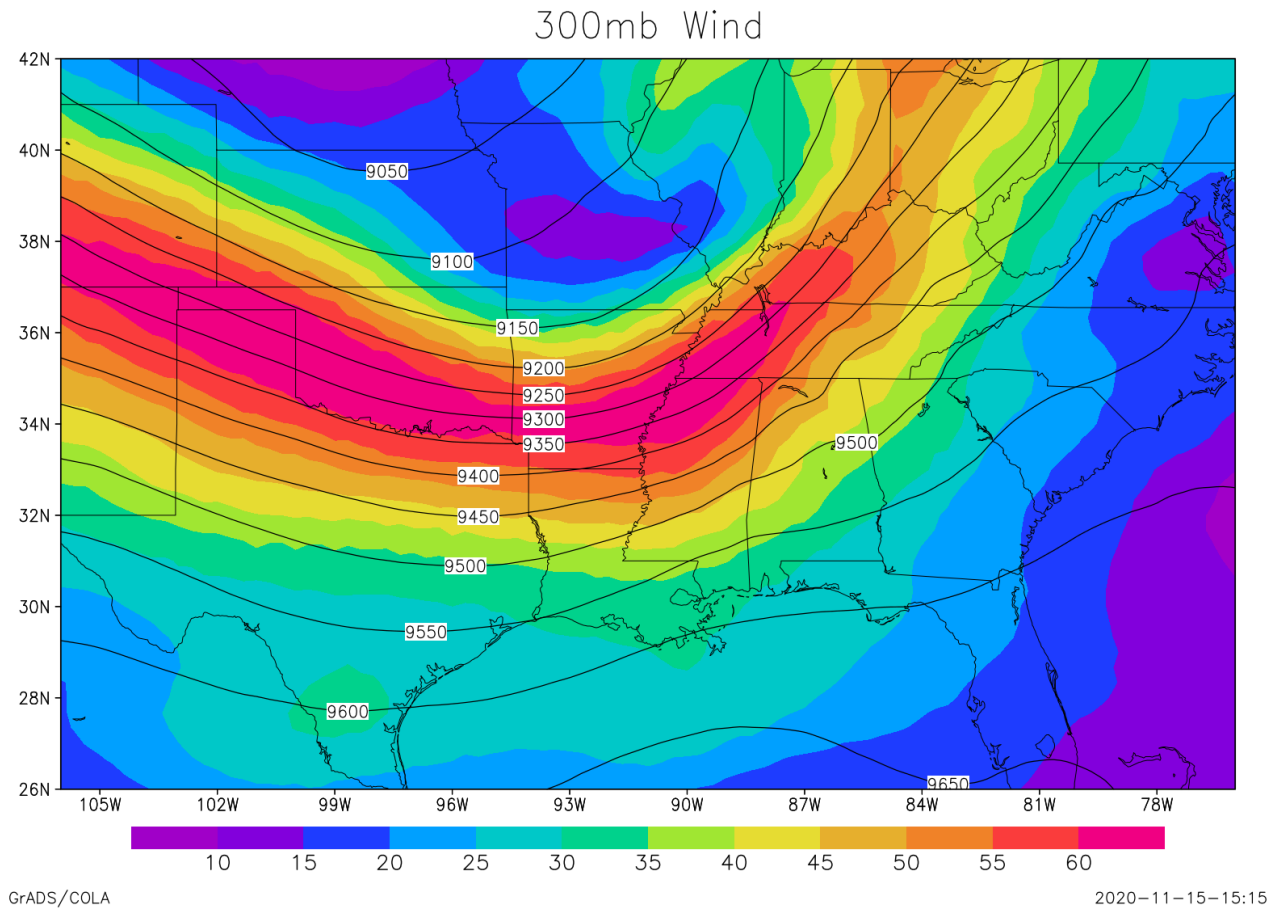 300mb Wind
42N
40N
9050
38N
9100
36N
9150
9200
9250
34N
9300
9350
9500
9400
32N
9450
9500
30N
9550
28N
9600
26N
9650
105W 102W 99W 96W 93W 90W 87W 84W 81W 78W
10 15 20 25 30 35 40 45 50 55 60
GrADS/COLA 2020-11-15-15:15